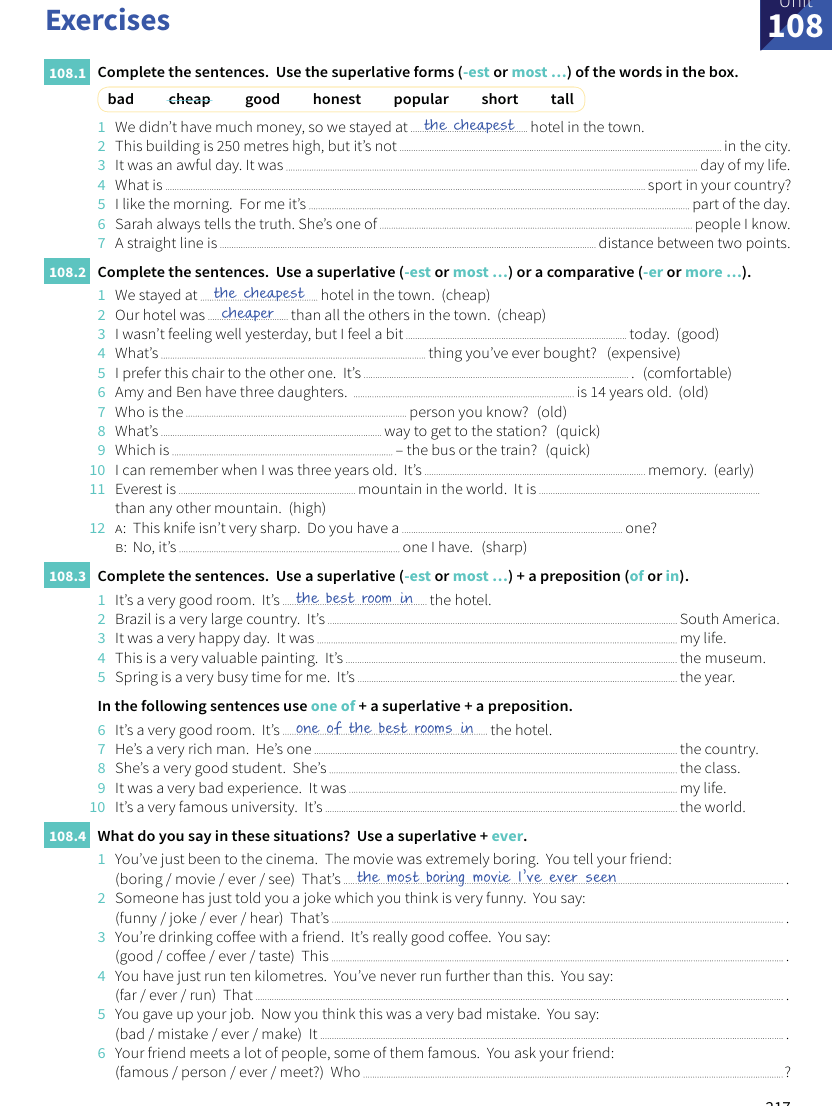 Exercises
Unit
108
108.1 Complete the sentences. Use the superlative forms (-est or most …) of the words in the box.
bad cheap good honest popular short tall
1 We didn’t have much money, so we stayed at the cheapest hotel in the town.
2 This building is 250 metres high, but it’s not in the city.
3 It was an awful day. It was day of my life.
4 What is sport in your country?
5 I like the morning. For me it’s part of the day.
6 Sarah always tells the truth. She’s one of people I know.
7 A straight line is distance between two points.
108.2 Complete the sentences. Use a superlative (-est or most …) or a comparative (-er or more …).
1 We stayed at the cheapest hotel in the town. (cheap)
2 Our hotel was cheaper than all the others in the town. (cheap)
3 I wasn’t feeling well yesterday, but I feel a bit today. (good)
4 What’s thing you’ve ever bought? (expensive)
5 I prefer this chair to the other one. It’s . (comfortable)
6 Amy and Ben have three daughters. is 14 years old. (old)
7 Who is the person you know? (old)
8 What’s way to get to the station? (quick)
9 Which is – the bus or the train? (quick)
10 I can remember when I was three years old. It’s memory. (early)
11 Everest is mountain in the world. It is
than any other mountain. (high)
12 A: This knife isn’t very sharp. Do you have a one?
B: No, it’s one I have. (sharp)
108.3 Complete the sentences. Use a superlative (-est or most …) + a preposition (of or in).
1 It’s a very good room. It’s the best room in the hotel.
2 Brazil is a very large country. It’s South America.
3 It was a very happy day. It was my life.
4 This is a very valuable painting. It’s the museum.
5 Spring is a very busy time for me. It’s the year.
In the following sentences use one of + a superlative + a preposition.
6 It’s a very good room. It’s one of the best rooms in the hotel.
7 He’s a very rich man. He’s one the country.
8 She’s a very good student. She’s the class.
9 It was a very bad experience. It was my life.
10 It’s a very famous university. It’s the world.
108.4 What do you say in these situations? Use a superlative + ever.
1 You’ve just been to the cinema. The movie was extremely boring. You tell your friend:
(boring / movie / ever / see) That’s the most boring movie I’ve ever seen .
2 Someone has just told you a joke which you think is very funny. You say:
(funny / joke / ever / hear) That’s .
3 You’re drinking coffee with a friend. It’s really good coffee. You say:
(good / coffee / ever / taste) This .
4 You have just run ten kilometres. You’ve never run further than this. You say:
(far / ever / run) That .
5 You gave up your job. Now you think this was a very bad mistake. You say:
(bad / mistake / ever / make) It .
6 Your friend meets a lot of people, some of them famous. You ask your friend:
(famous / person / ever / meet?) Who ?
217